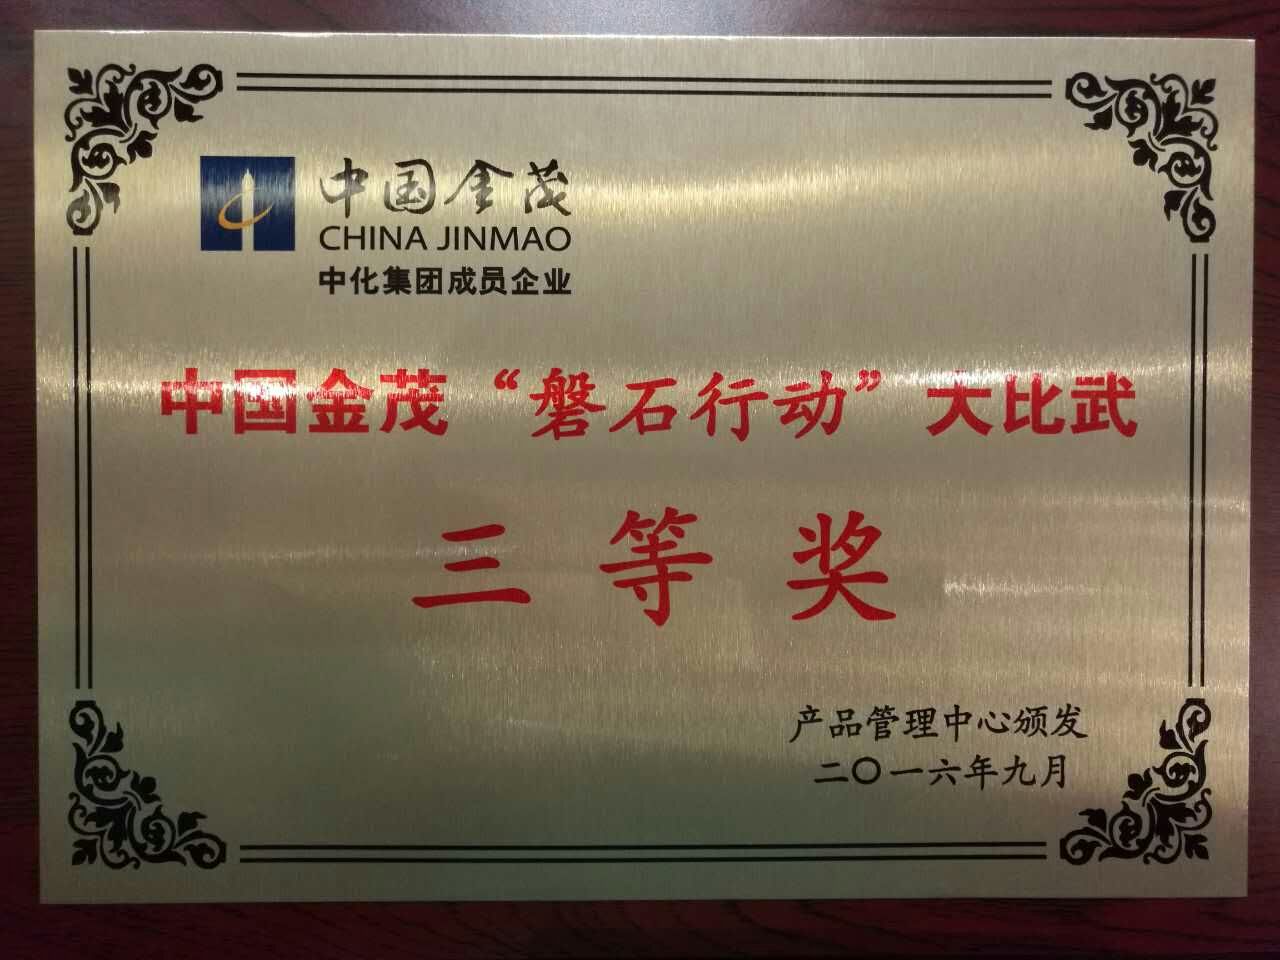 中国金茂
CHINA JINMAO
中化集团成员企业
中国金茂“磐石行动”大比武
三等奖
产品管理中心颁发
二〇一六年九月